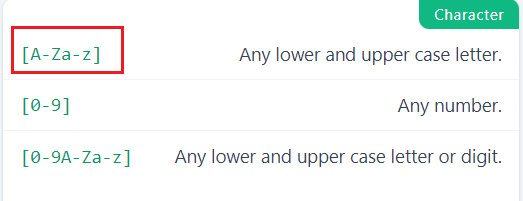 Character
[A-Za-z] Any lower and upper case letter.
[0-9] Any number.
[0-9A-Za-z] Any lower and upper case letter or digit.